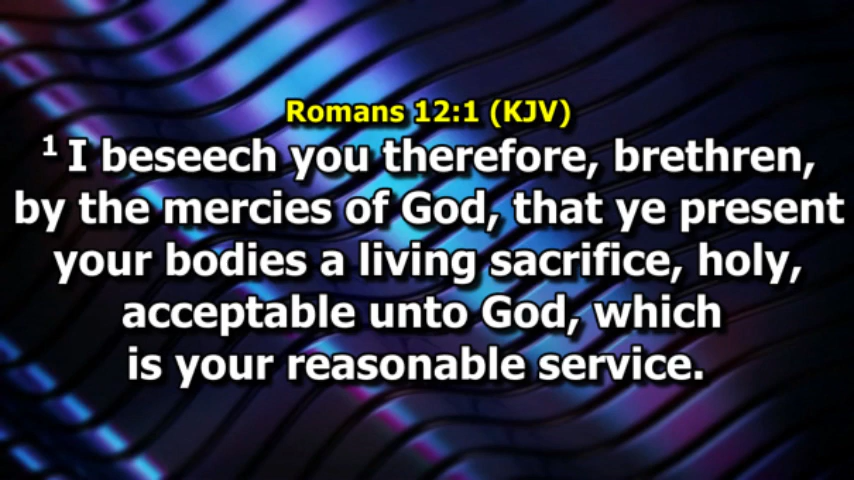 Romans 12:1 (KJV)
1 I beseech you therefore, brethren,
by the mercies of God, that ye present
your bodies a living sacrifice, holy,
acceptable unto God, which
is your reasonable service.